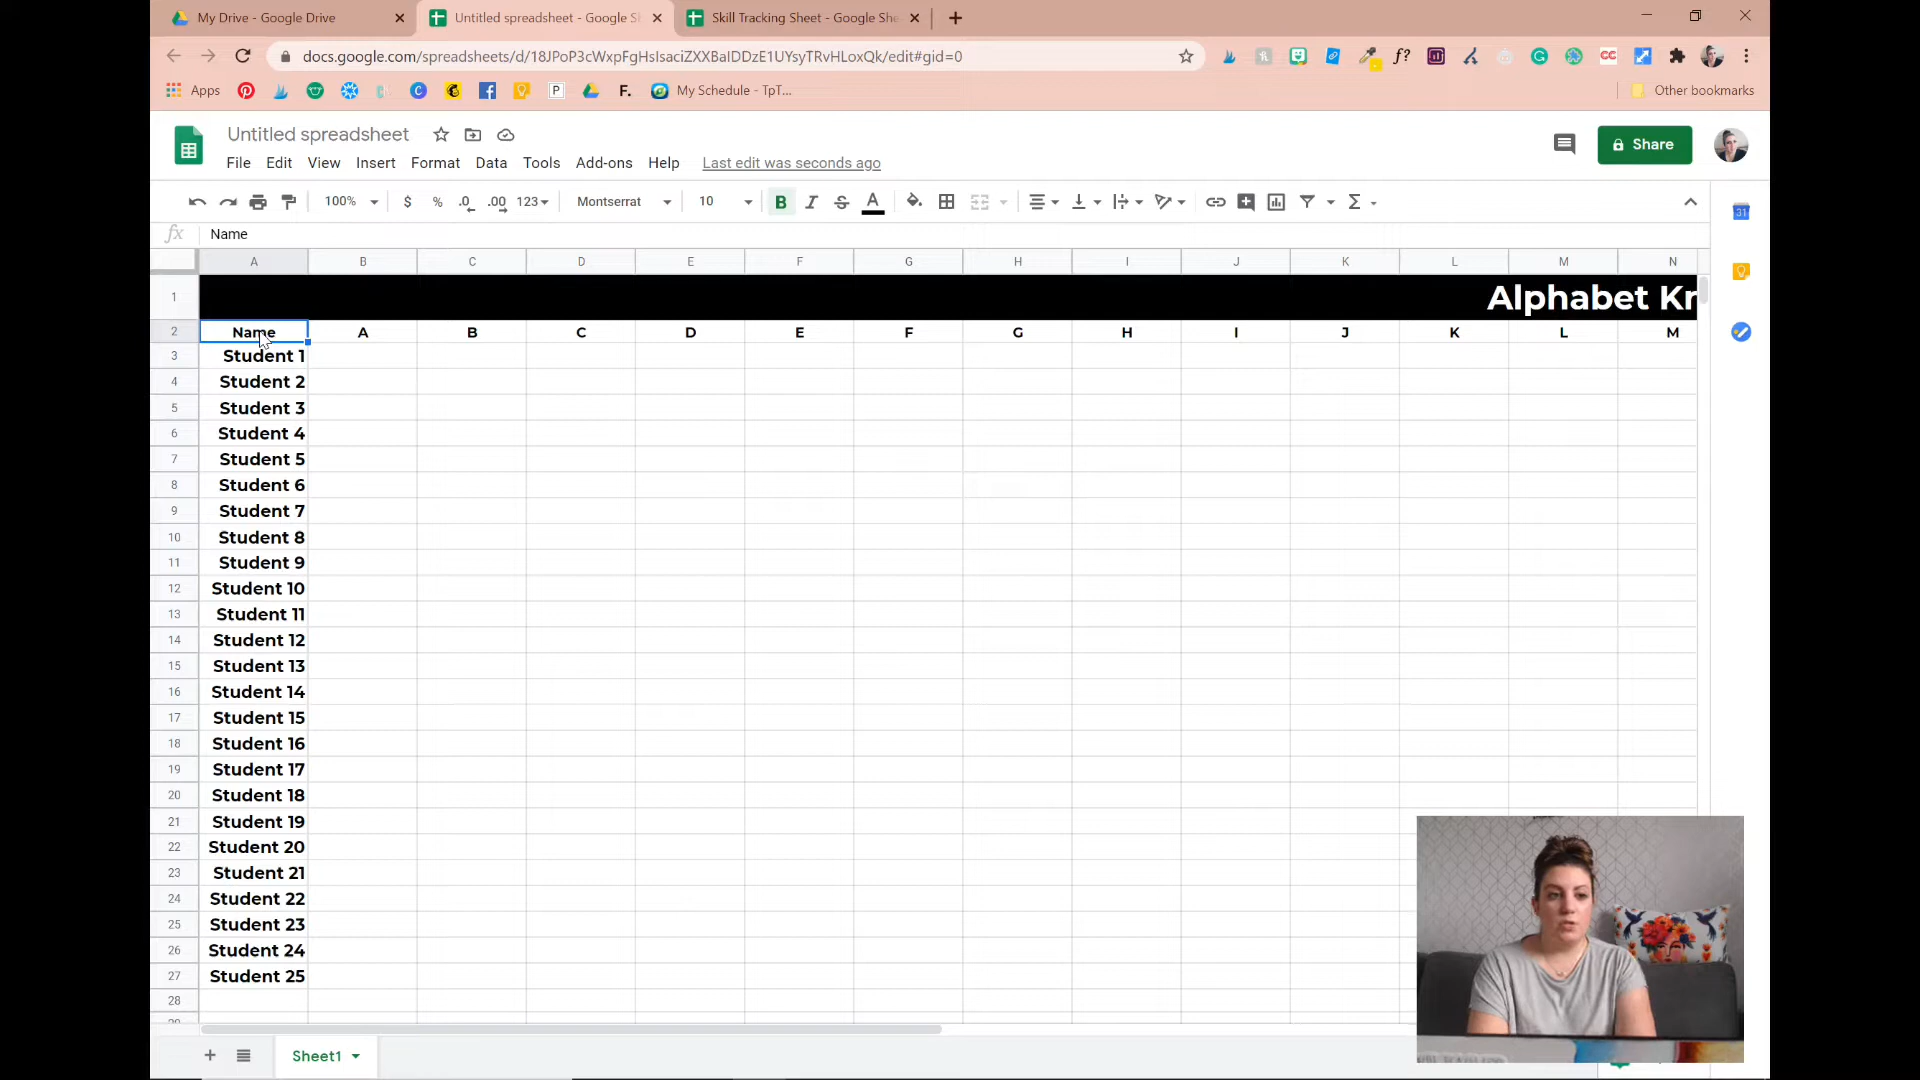 My Drive - Google Drive
Untitled spreadsheet - Google S
Skill Tracking Sheet - Google She
docs.google.com/spreadsheets/d/18JPoP3cWxpFgHsIsaciZXXBaIDDzE1UYsyTRvHLoxQk/edit#gid=0
f?
CC
Apps
P
F.
My Schedule - TpT...
Other bookmarks
Untitled spreadsheet
File Edit View Insert Format Data Tools Add-ons Help Last edit was seconds ago
Share
100% $ % .0 .00 123 Montserrat 10 B I S A Σ
31
fx Name
A B C D E F G H I J K L M N
1 Alphabet Kr
2 Name A B C D E F G H I J K L M
3 Student 1
4 Student 2
5 Student 3
6 Student 4
7 Student 5
8 Student 6
9 Student 7
10 Student 8
11 Student 9
12 Student 10
13 Student 11
14 Student 12
15 Student 13
16 Student 14
17 Student 15
18 Student 16
19 Student 17
20 Student 18
21 Student 19
22 Student 20
23 Student 21
24 Student 22
25 Student 23
26 Student 24
27 Student 25
28
Sheet1